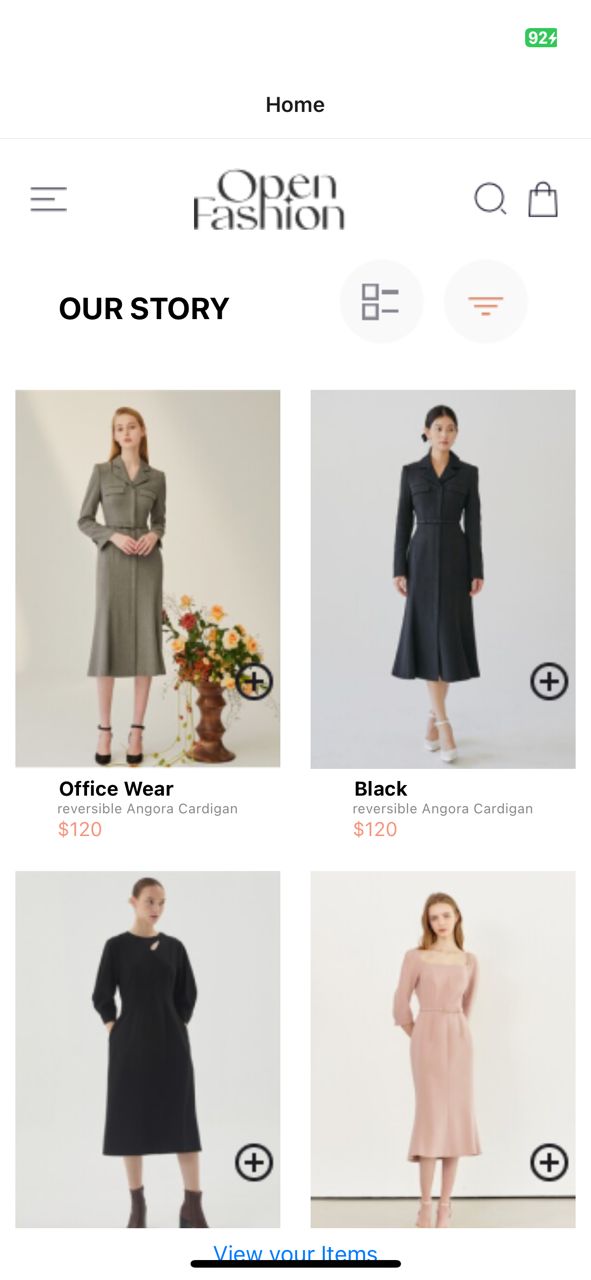 92
Home
Open
Fashion
OUR STORY
Office Wear
reversible Angora Cardigan
$120
Black
reversible Angora Cardigan
$120
View your Items